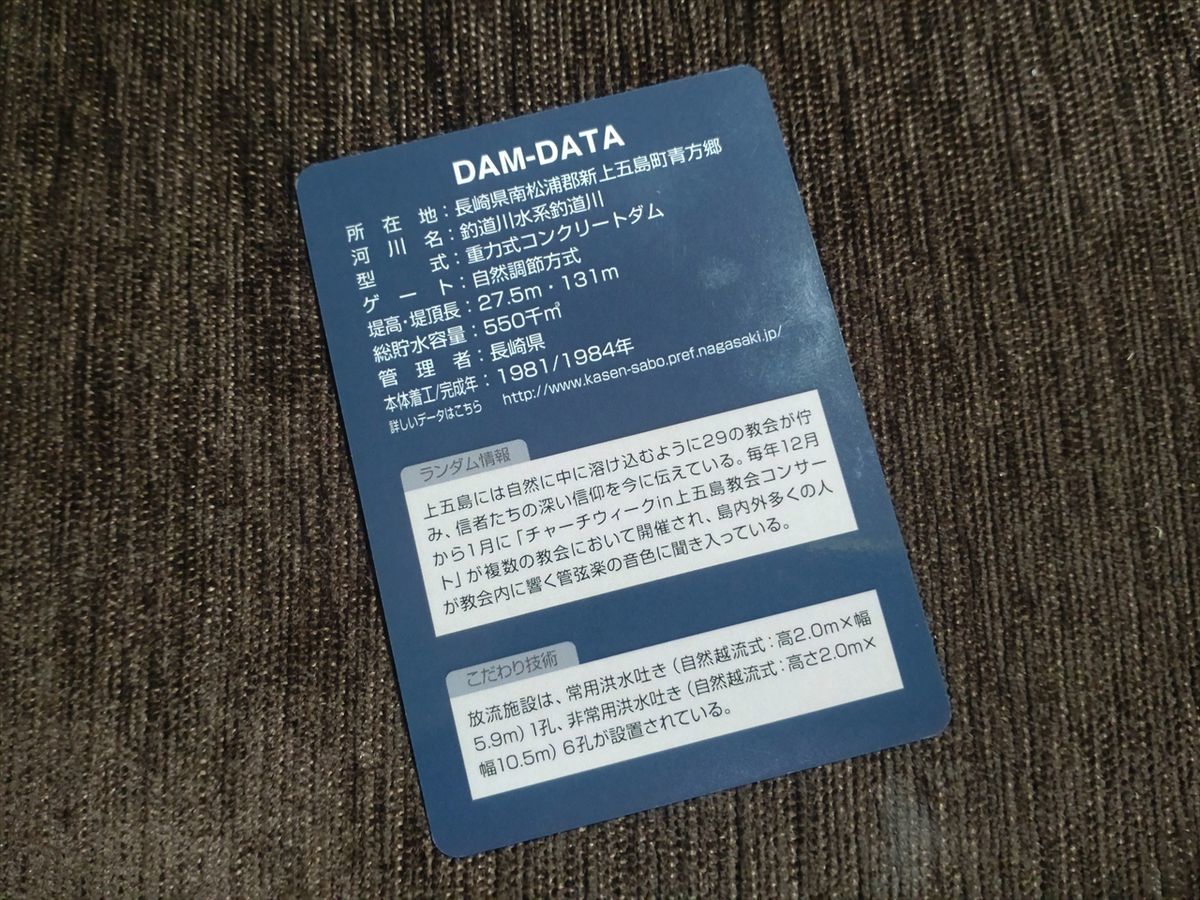 DAM-DATA
所在地：長崎県南松浦郡新上五島町青方郷
河川名：釣道川水系釣道川
型式：重力式コンクリートダム
ゲート：自然調節方式
堤高・堤頂長：27.5m・131m
総貯水容量：550千㎥
管理者：長崎県
本体着工/完成年：1981/1984年
詳しいデータはこちら http://www.kasen-sabo.pref.nagasaki.jp/
ランダム情報
上五島には自然に中に溶け込むように29の教会が佇
み、信者たちの深い信仰を今に伝えている。毎年12月
から1月に「チャーチウィークin上五島教会コンサー
ト」が複数の教会において開催され、島内外多くの人
が教会内に響く管弦楽の音色に聞き入っている。
こだわり技術
放流施設は、常用洪水吐き（自然越流式：高2.0m×幅
5.9m）1孔、非常用洪水吐き（自然越流式：高さ2.0m×
幅10.5m）6孔が設置されている。